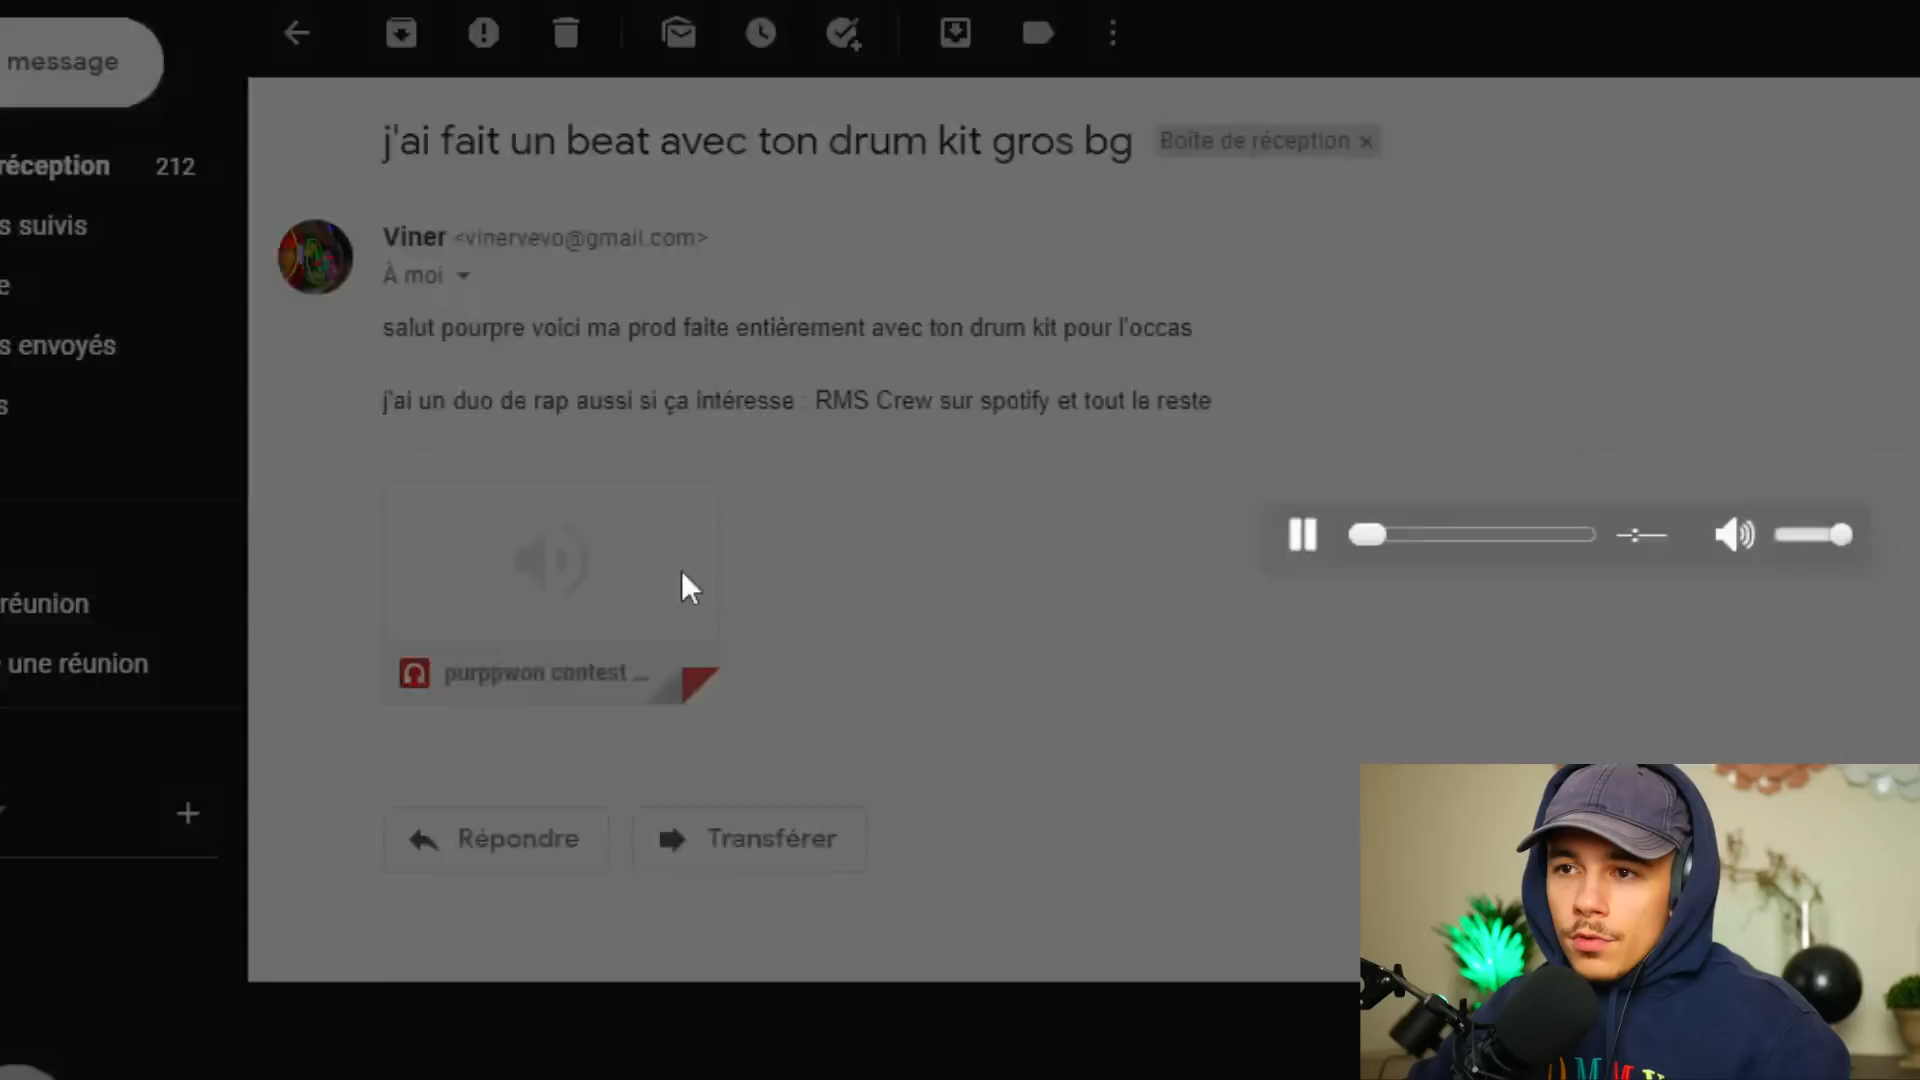 message
j'ai fait un beat avec ton drum kit gros bg
Boîte de réception ×
réception 212
s suivis
Viner <vinervevo@gmail.com>
À moi
e
salut pourpre voici ma prod faite entièrement avec ton drum kit pour l'occas
s envoyés
j'ai un duo de rap aussi si ça intéresse : RMS Crew sur spotify et tout le reste
s
réunion
une réunion
purppwon contest ...
Répondre
Transférer